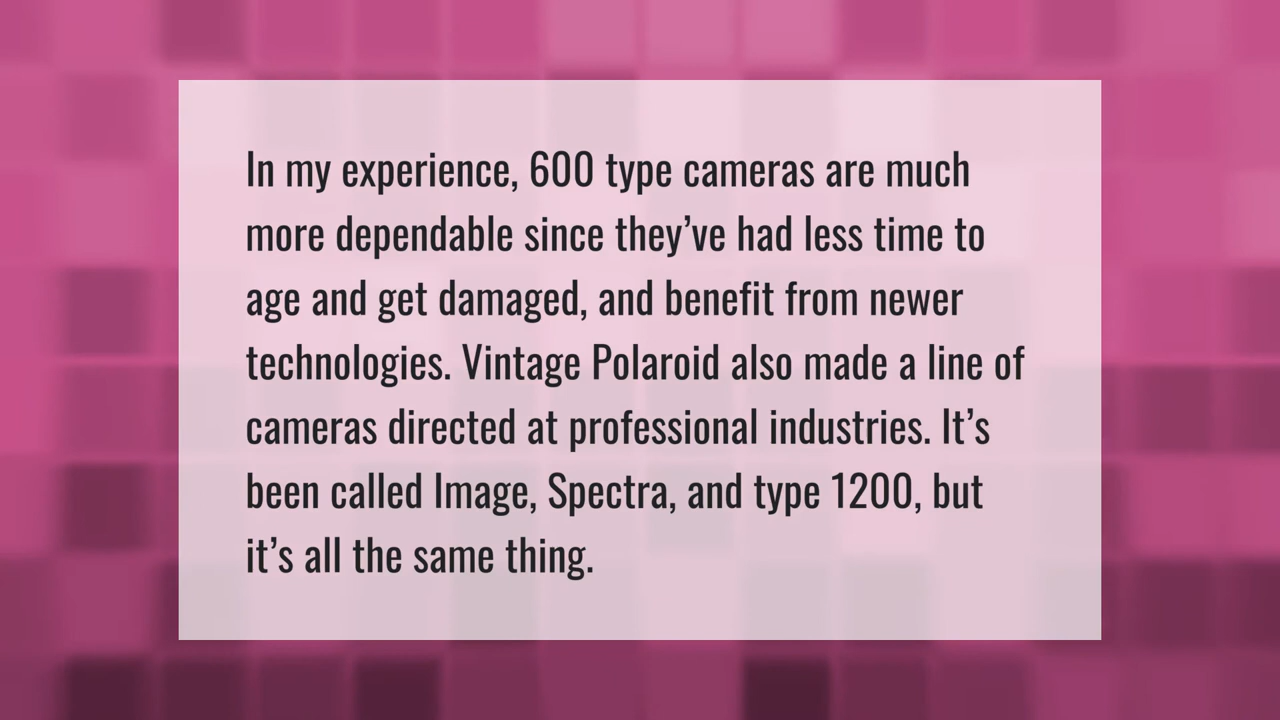 In my experience, 600 type cameras are much
more dependable since they’ve had less time to
age and get damaged, and benefit from newer
technologies. Vintage Polaroid also made a line of
cameras directed at professional industries. It’s
been called Image, Spectra, and type 1200, but
it’s all the same thing.